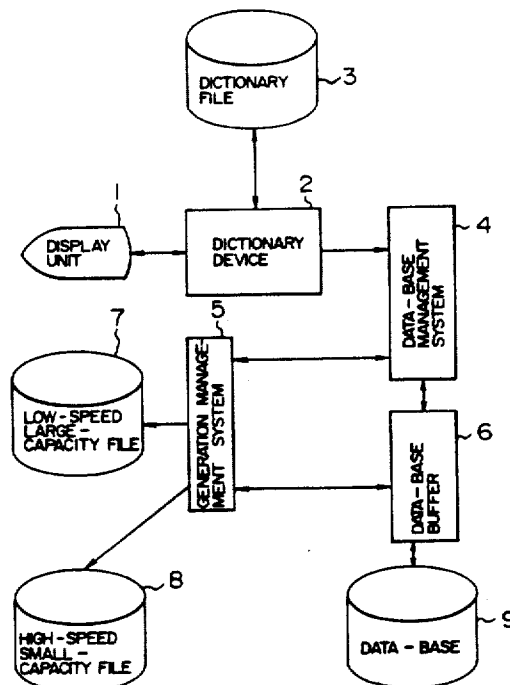 DICTIONARY
FILE
3
1
2
DISPLAY
UNIT
DICTIONARY
DEVICE
4
DATA-BASE
MANAGEMENT
SYSTEM
7
5
LOW-SPEED
LARGE-
CAPACITY FILE
GENERATION MANAGE-
MENT SYSTEM
6
DATA-BASE
BUFFER
8
HIGH-SPEED
SMALL-
CAPACITY FILE
9
DATA-BASE